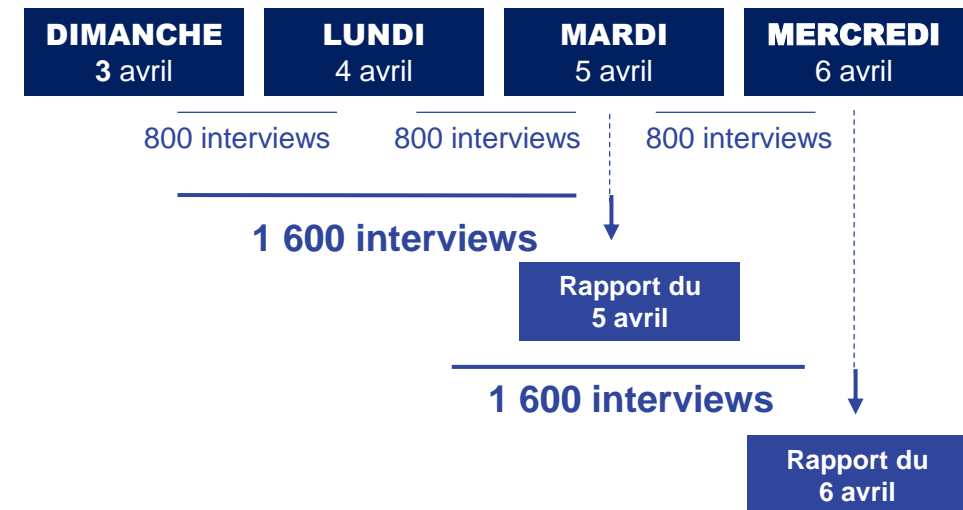 DIMANCHE
3 avril
LUNDI
4 avril
MARDI
5 avril
MERCREDI
6 avril
800 interviews
800 interviews
800 interviews
1 600 interviews
Rapport du
5 avril
1 600 interviews
Rapport du
6 avril